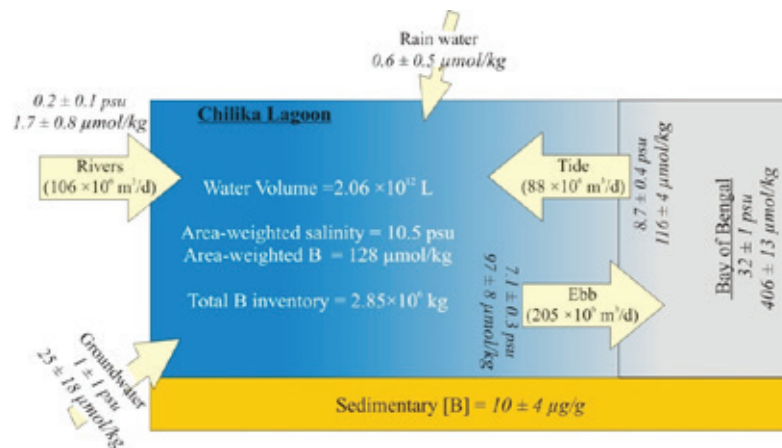 Rain water
0.6 ± 0.5 µmol/kg
0.2 ± 0.1 psu
1.7 ± 0.8 µmol/kg
Chilika Lagoon
Rivers
(106 ×10⁶ m³/d)
Water Volume =2.06 ×10¹² L
Area-weighted salinity = 10.5 psu
Area-weighted B = 128 µmol/kg
Total B inventory = 2.85×10⁶ kg
Tide
(88 ×10⁶ m³/d)
8.7 ± 0.4 psu
116 ± 4 µmol/kg
Bay of Bengal
32 ± 1 psu
406 ± 13 µmol/kg
7.1 ± 0.3 psu
97 ± 8 µmol/kg
Ebb
(205 ×10⁶ m³/d)
Groundwater
1 ± 1 psu
25 ± 18 µmol/kg
Sedimentary [B] = 10 ± 4 µg/g